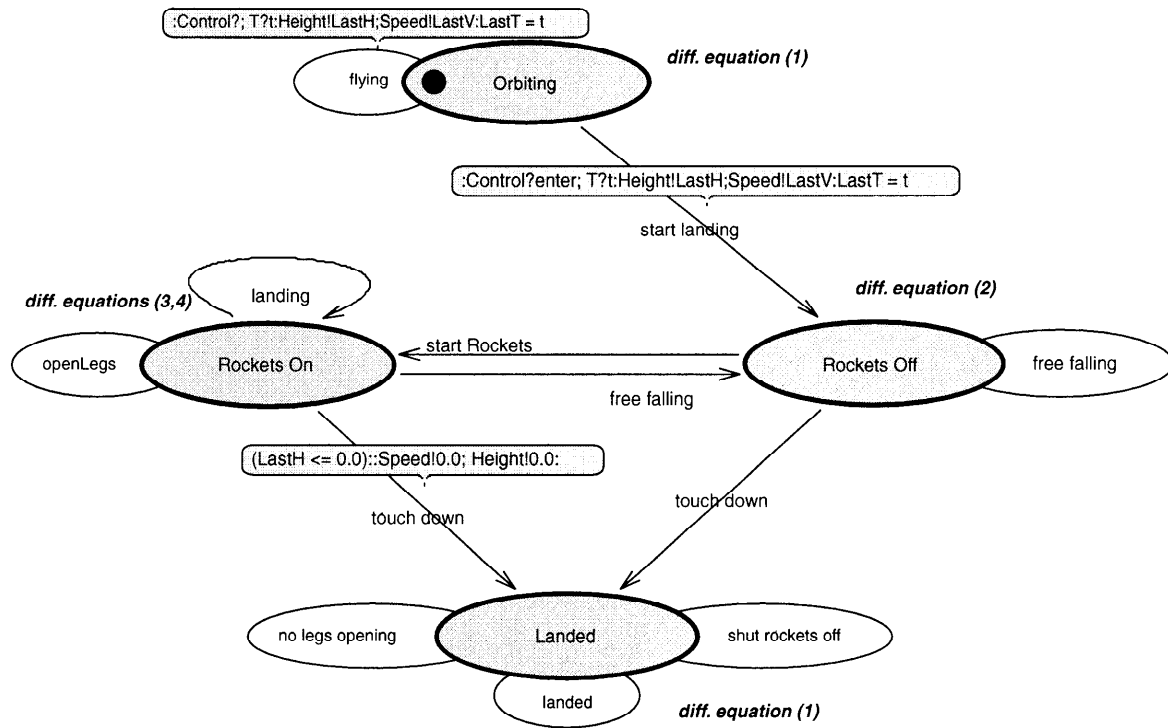 :Control?; T?t:Height!LastH;Speed!LastV:LastT = t
diff. equation (1)
flying
Orbiting
:Control?enter; T?t:Height!LastH;Speed!LastV:LastT = t
start landing
landing
diff. equations (3,4)
diff. equation (2)
openLegs
Rockets On
start Rockets
Rockets Off
free falling
free falling
(LastH <= 0.0)::Speed!0.0; Height!0.0:
touch down
touch down
no legs opening
Landed
shut rockets off
landed
diff. equation (1)